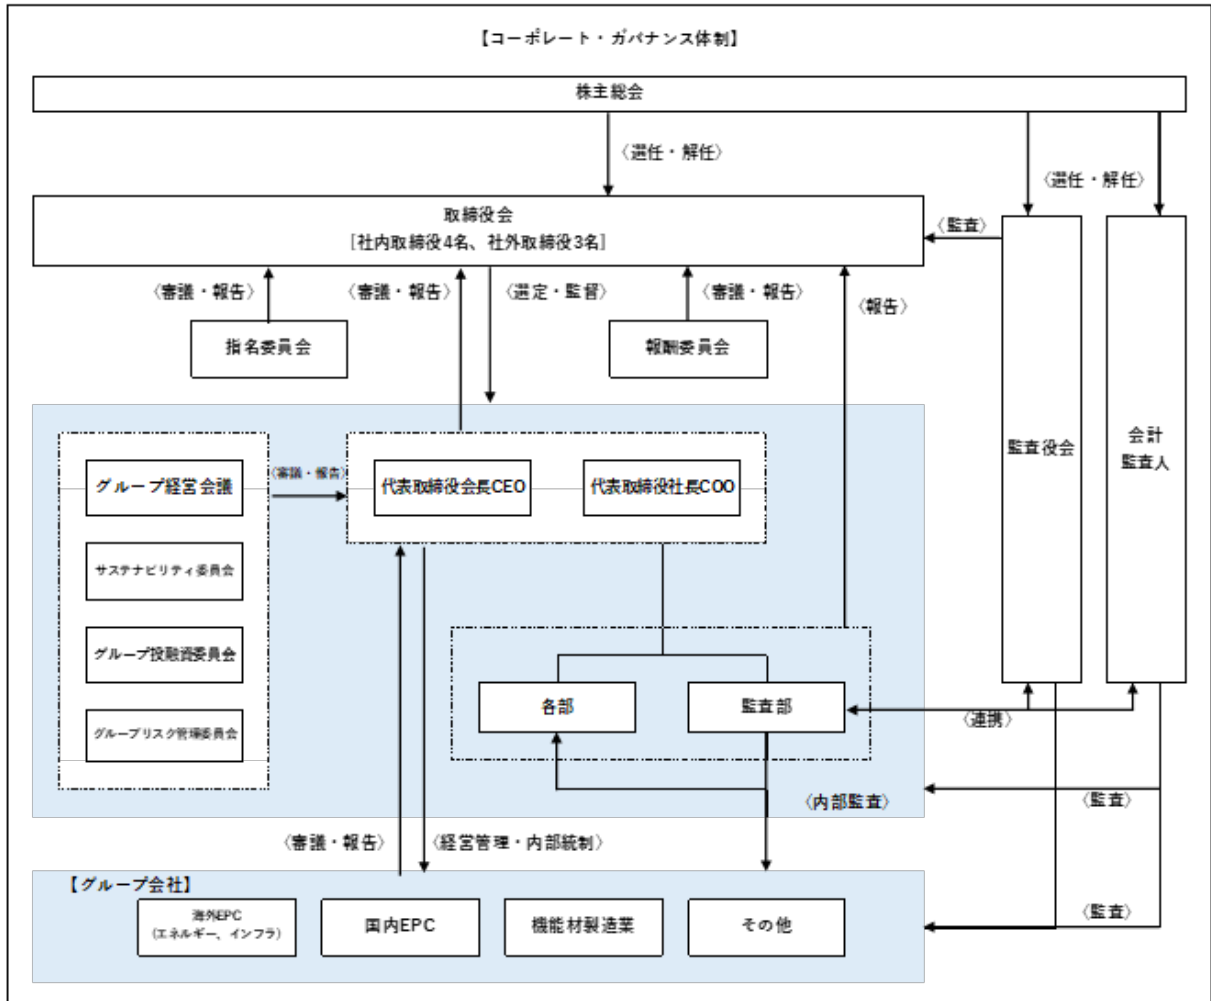 【コーポレート・ガバナンス体制】
株主総会
〈選任・解任〉
〈選任・解任〉
取締役会
[社内取締役4名、社外取締役3名]
〈監査〉
〈審議・報告〉
〈審議・報告〉
〈選定・監督〉
〈審議・報告〉
〈報告〉
指名委員会
報酬委員会
監査役会
会計
監査人
グループ経営会議
〈審議・報告〉
代表取締役会長CEO
代表取締役社長COO
サステナビリティ委員会
グループ投融資委員会
グループリスク管理委員会
各部
監査部
〈連携〉
〈内部監査〉
〈監査〉
〈審議・報告〉
〈経営管理・内部統制〉
【グループ会社】
海外EPC
(エネルギー、インフラ)
国内EPC
機能材製造業
その他
〈監査〉